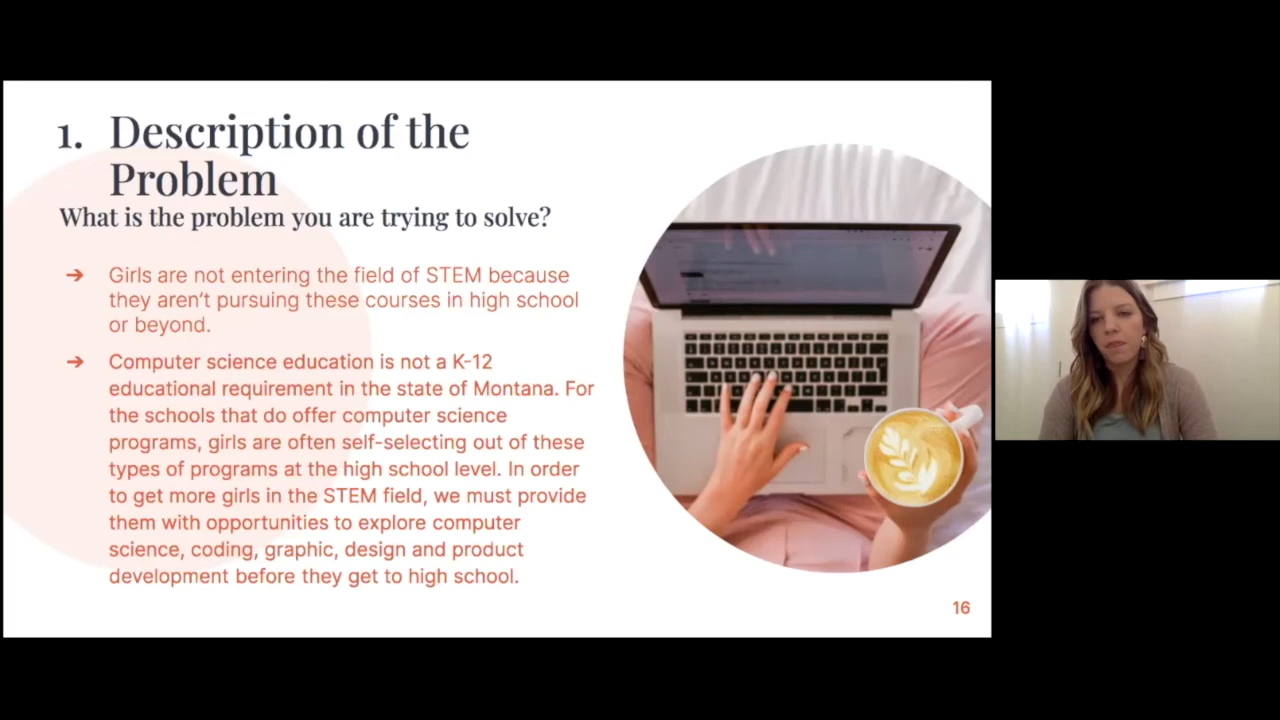 1. Description of the
Problem
What is the problem you are trying to solve?
➔ Girls are not entering the field of STEM because
they aren't pursuing these courses in high school
or beyond.
➔ Computer science education is not a K-12
educational requirement in the state of Montana. For
the schools that do offer computer science
programs, girls are often self-selecting out of these
types of programs at the high school level. In order
to get more girls in the STEM field, we must provide
them with opportunities to explore computer
science, coding, graphic, design and product
development before they get to high school.
16